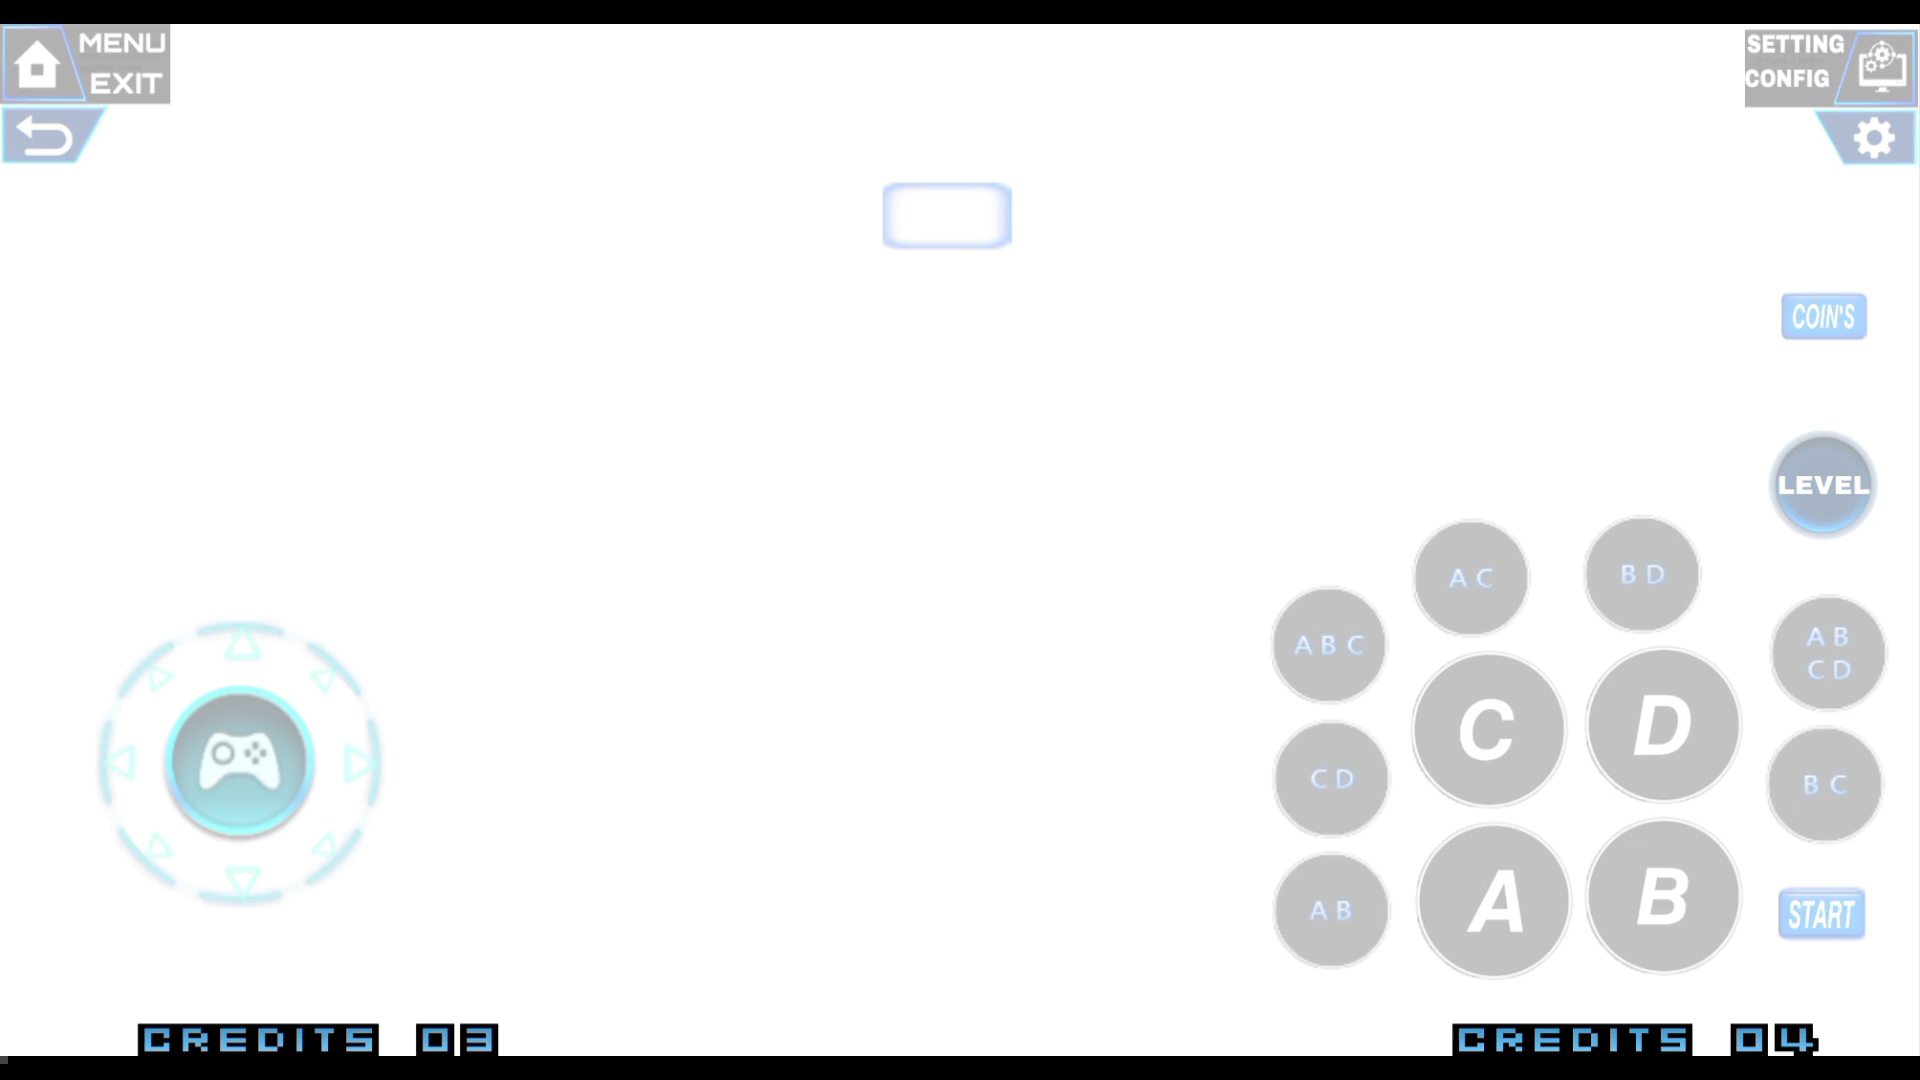 MENU
EXIT
SETTING
CONFIG
COIN'S
LEVEL
A C
B D
A B C
A B
C D
C
D
C D
B C
A B
A
B
START
CREDITS 03
CREDITS 04